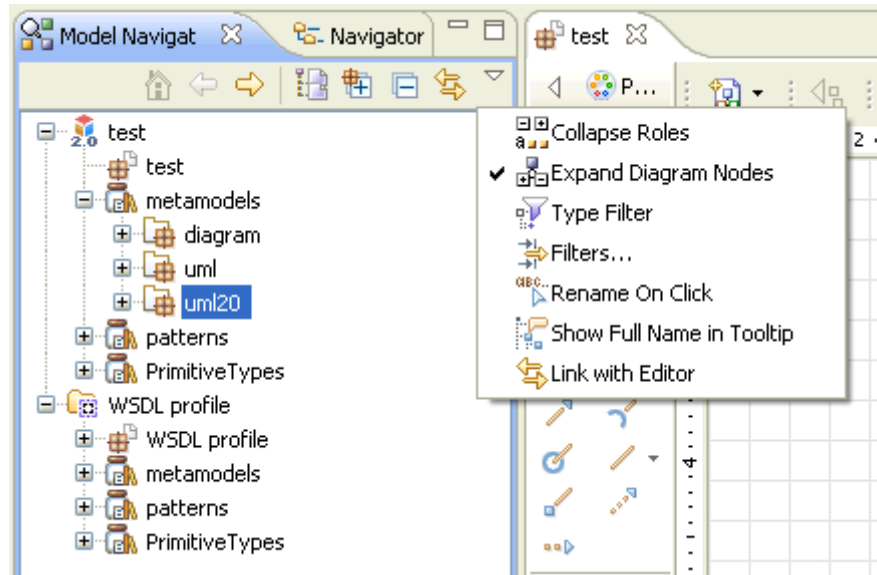 Model Navigat
Navigator
test
P...
test
2.0
test
metamodels
diagram
uml
uml20
patterns
PrimitiveTypes
WSDL profile
WSDL profile
metamodels
patterns
PrimitiveTypes
Collapse Roles
Expand Diagram Nodes
Type Filter
Filters...
Rename On Click
Show Full Name in Tooltip
Link with Editor
2
4